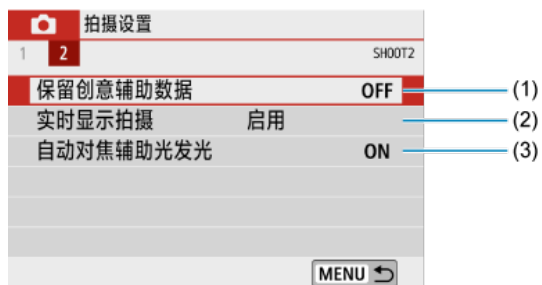 拍摄设置
1 2 SHOOT2
保留创意辅助数据 OFF (1)
实时显示拍摄 启用 (2)
自动对焦辅助光发光 ON (3)
MENU